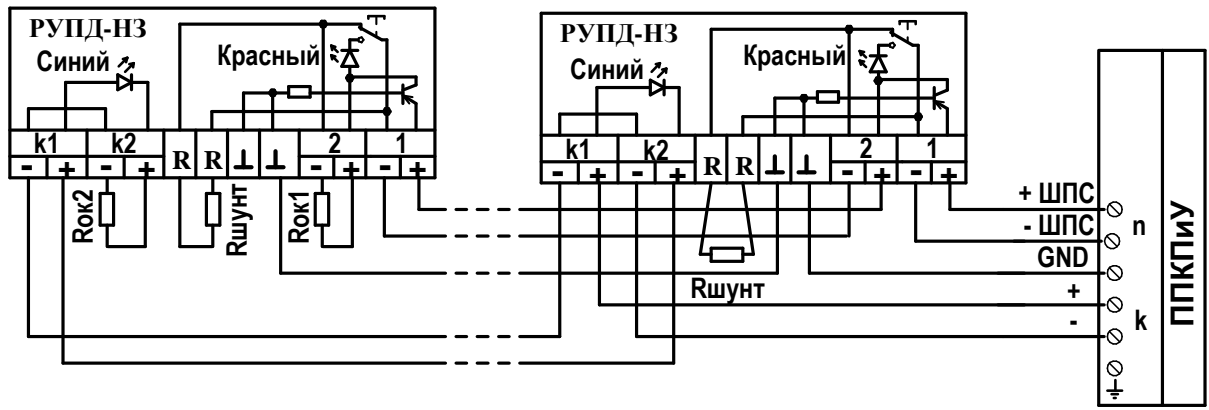 РУПД-НЗ
Синий
Красный
k1 k2 2 1
- + - + R R ⊥ ⊥ - + - +
Rок2
Rшунт
Rок1
РУПД-НЗ
Синий
Красный
k1 k2 2 1
- + - + R R ⊥ ⊥ - + - +
Rшунт
+ ШПС
- ШПС
GND
+
-
n
k
ППКПиУ